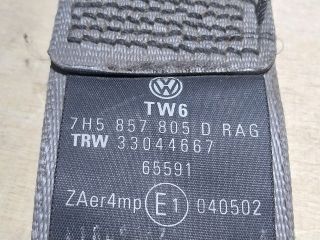 TW6
7H5 857 805 D RAG
TRW 33044667
65591
ZAer4mp E1 040502